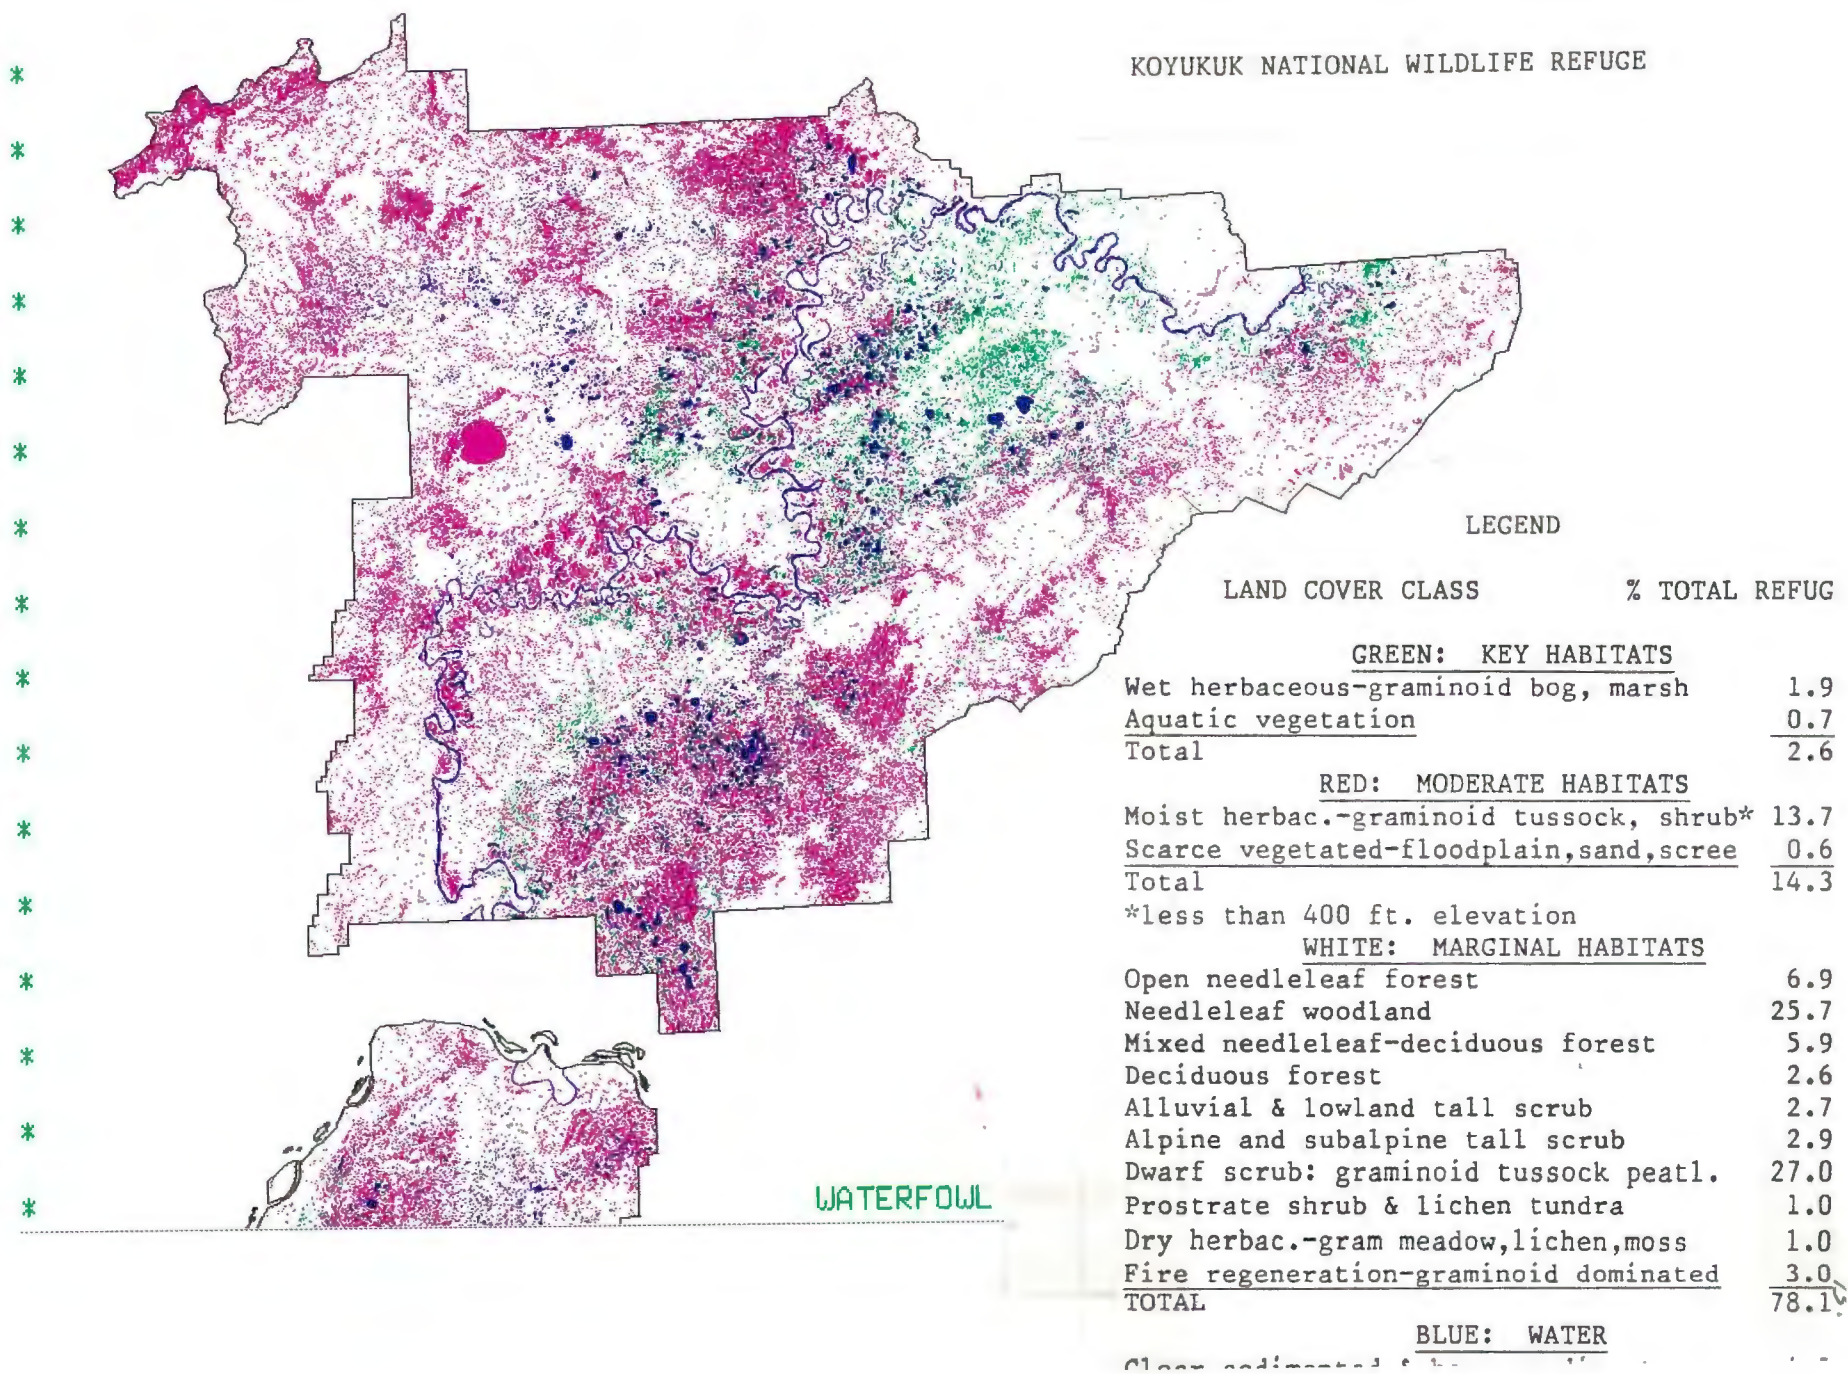 KOYUKUK NATIONAL WILDLIFE REFUGE
LEGEND
LAND COVER CLASS % TOTAL REFUG
GREEN: KEY HABITATS
Wet herbaceous-graminoid bog, marsh 1.9
Aquatic vegetation 0.7
Total 2.6
RED: MODERATE HABITATS
Moist herbac.-graminoid tussock, shrub* 13.7
Scarce vegetated-floodplain,sand,scree 0.6
Total 14.3
*less than 400 ft. elevation
WHITE: MARGINAL HABITATS
Open needleleaf forest 6.9
Needleleaf woodland 25.7
Mixed needleleaf-deciduous forest 5.9
Deciduous forest 2.6
Alluvial & lowland tall scrub 2.7
Alpine and subalpine tall scrub 2.9
Dwarf scrub: graminoid tussock peatl. 27.0
Prostrate shrub & lichen tundra 1.0
Dry herbac.-gram meadow,lichen,moss 1.0
Fire regeneration-graminoid dominated 3.0
TOTAL 78.1
BLUE: WATER
WATERFOWL